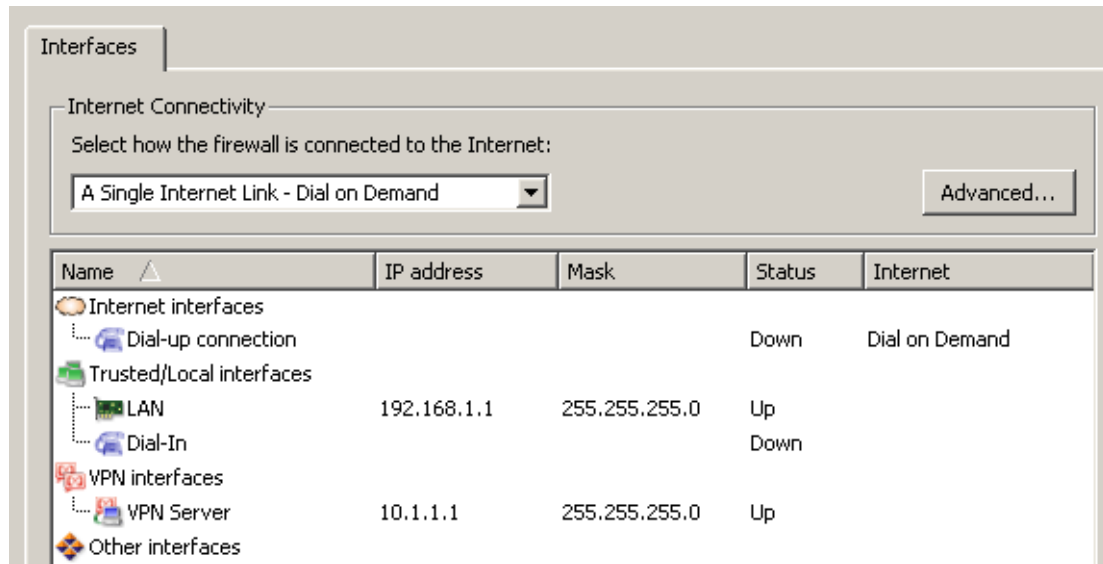 Interfaces
Internet Connectivity
Select how the firewall is connected to the Internet:
A Single Internet Link - Dial on Demand
Advanced...
Name IP address Mask Status Internet
Internet interfaces
Dial-up connection Down Dial on Demand
Trusted/Local interfaces
LAN 192.168.1.1 255.255.255.0 Up
Dial-In Down
VPN interfaces
VPN Server 10.1.1.1 255.255.255.0 Up
Other interfaces